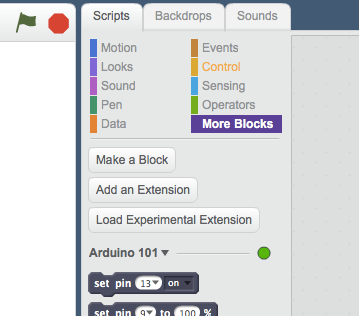 Scripts Backdrops Sounds
Motion Events
Looks Control
Sound Sensing
Pen Operators
Data More Blocks
Make a Block
Add an Extension
Load Experimental Extension
Arduino 101
set pin 13 on
set pin 9 to 100 %